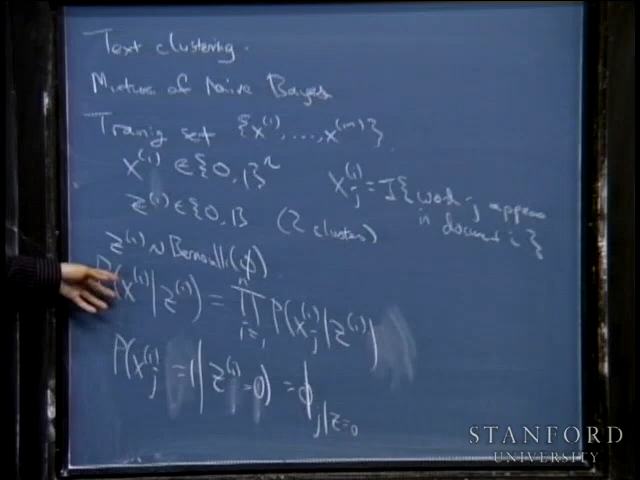 Text clustering.
Mixture of Naive Bayes
Traning set {x^(i), ..., x^(m)}.
x^(i) ∈ {0, 1}^n
x_j^(i) = 1{word j appears in document i}
z^(i) ∈ {0, 1} (2 clusters)
z^(i) ~ Bernoulli(φ).
P(x^(i) | z^(i)) = ∏_{i=1}^n P(x_j^(i) | z^(i))
P(x_j^(i) = 1 | z^(i) = 0) = φ_{j|z=0}
STANFORD
UNIVERSITY